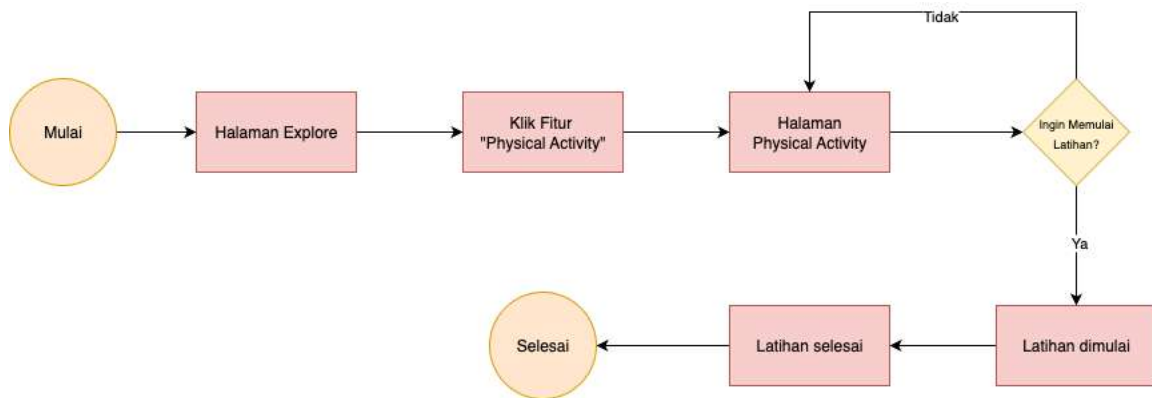 Tidak
Mulai
Halaman Explore
Klik Fitur
"Physical Activity"
Halaman
Physical Activity
Ingin Memulai
Latihan?
Ya
Selesai
Latihan selesai
Latihan dimulai